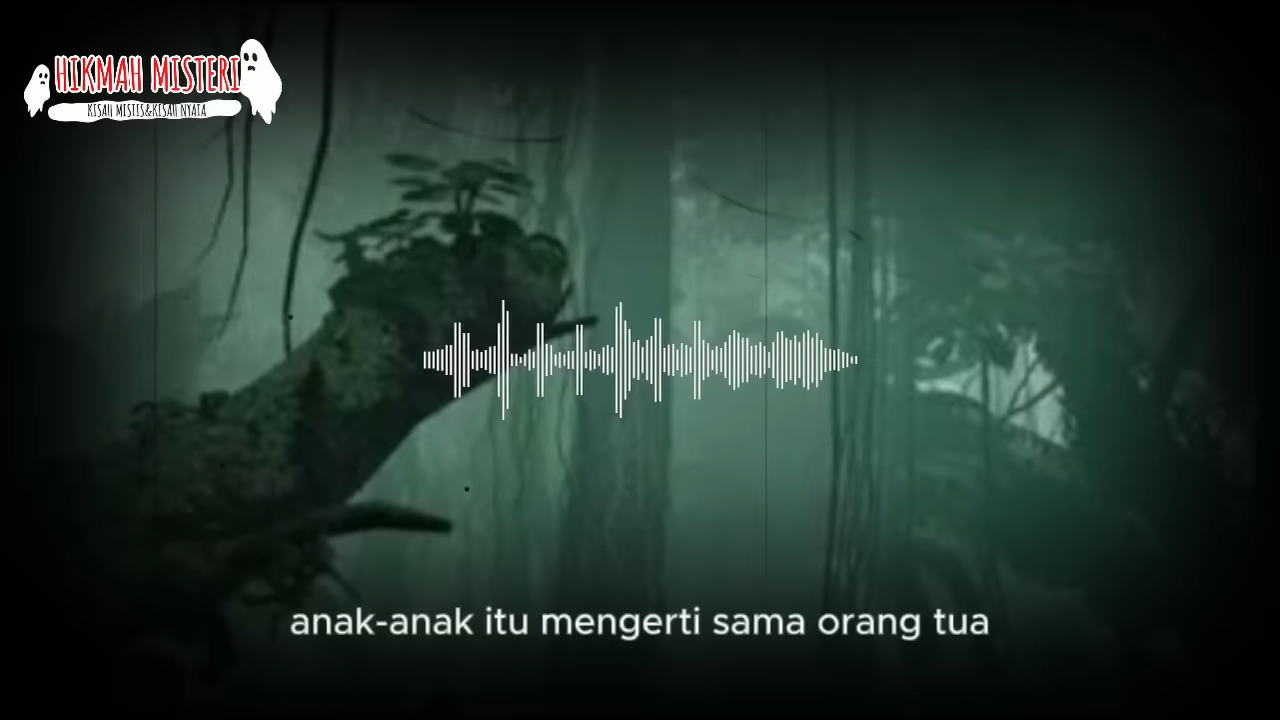 HIKMAH MISTERI
KISAH MISTIS&KISAH NYATA
anak-anak itu mengerti sama orang tua